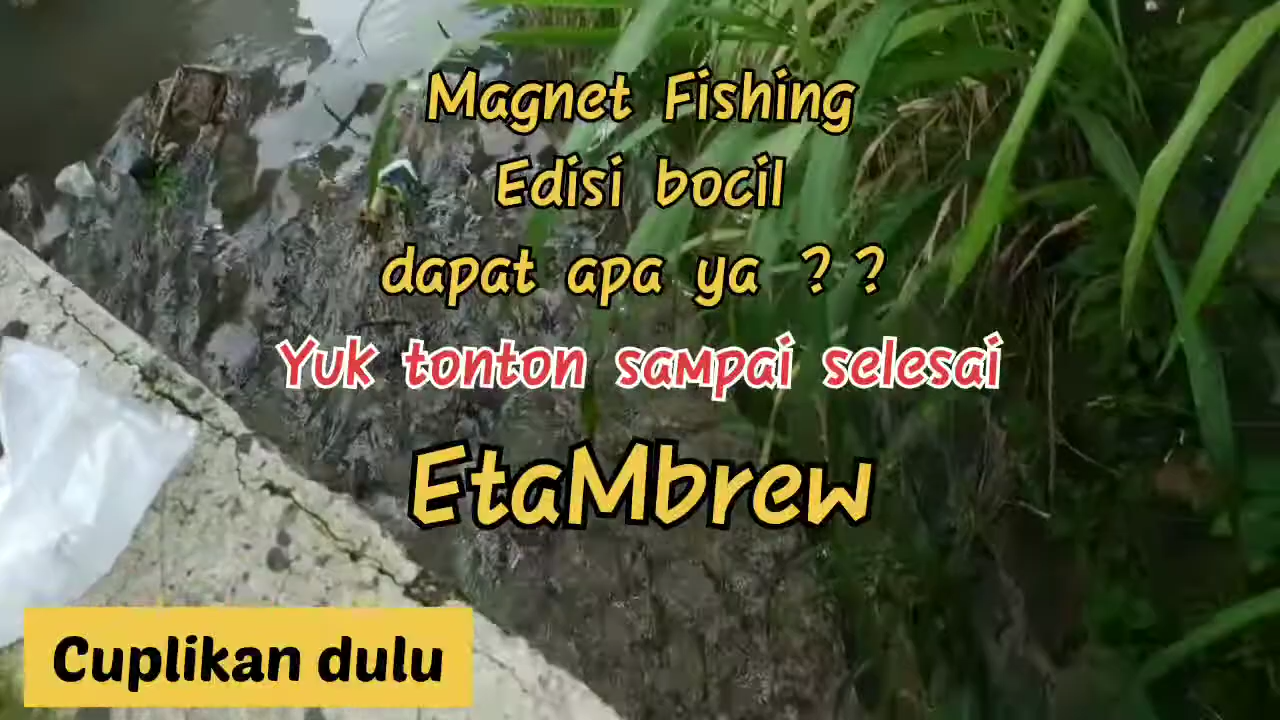 Magnet Fishing
Edisi bocil
dapat apa ya ? ?
Yuk tonton sampai selesai
EtaMbrew
Cuplikan dulu